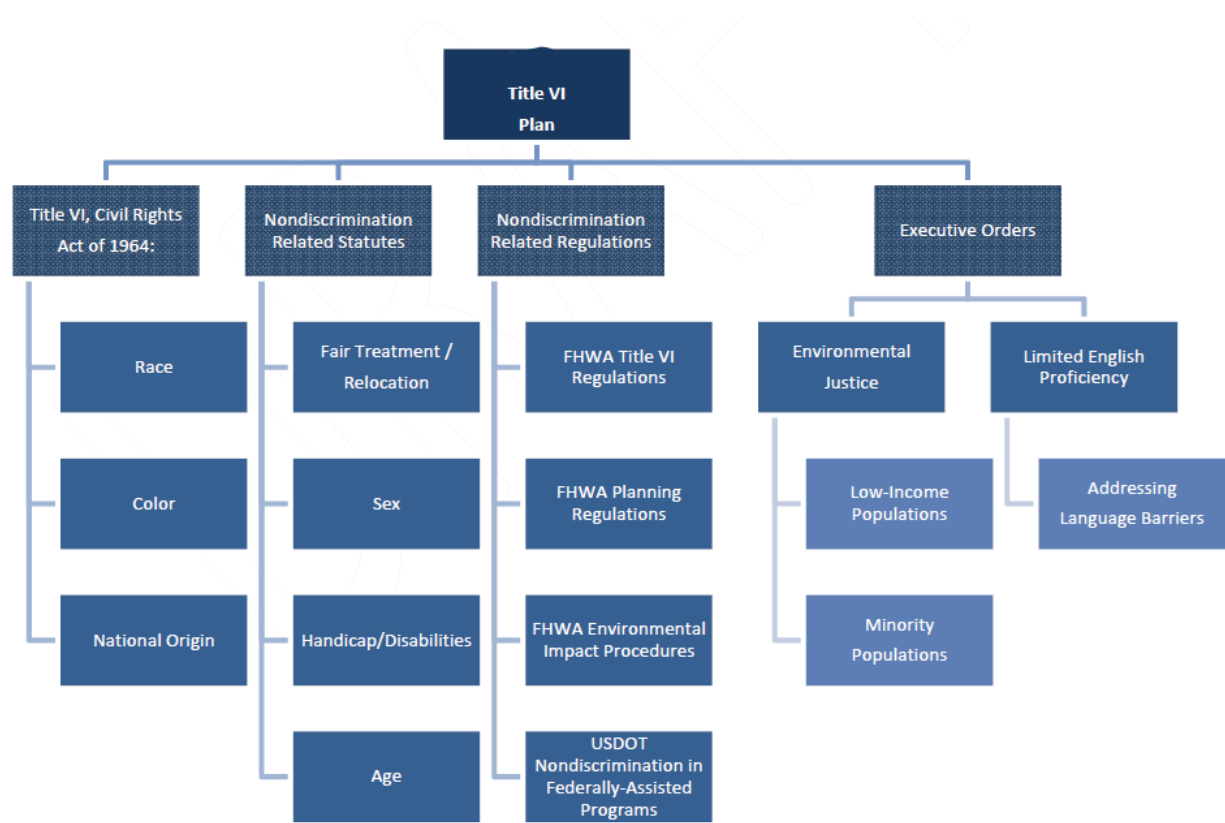 Title VI
Plan
Title VI, Civil Rights
Act of 1964:
Race
Color
National Origin
Nondiscrimination
Related Statutes
Fair Treatment /
Relocation
Sex
Handicap/Disabilities
Age
Nondiscrimination
Related Regulations
FHWA Title VI
Regulations
FHWA Planning
Regulations
FHWA Environmental
Impact Procedures
USDOT
Nondiscrimination in
Federally-Assisted
Programs
Executive Orders
Environmental
Justice
Low-Income
Populations
Minority
Populations
Limited English
Proficiency
Addressing
Language Barriers